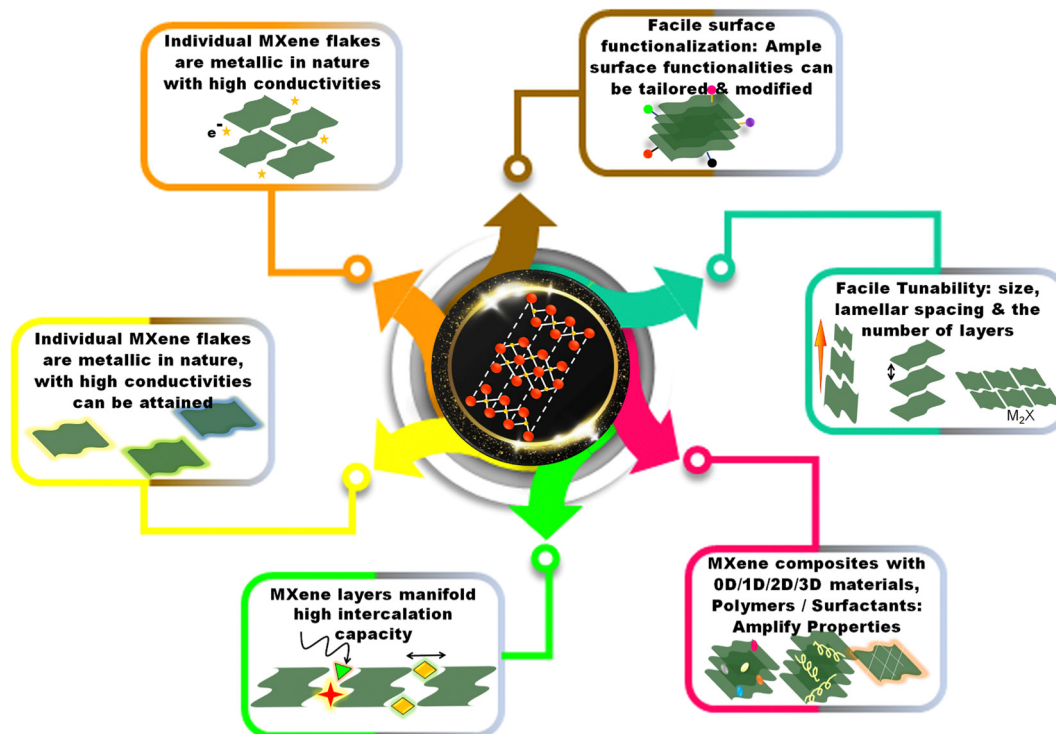 Individual MXene flakes
are metallic in nature
with high conductivities
e-
Facile surface
functionalization: Ample
surface functionalities can
be tailored & modified
Facile Tunability: size,
lamellar spacing & the
number of layers
M₂X
Individual MXene flakes
are metallic in nature,
with high conductivities
can be attained
MXene layers manifold
high intercalation
capacity
MXene composites with
0D/1D/2D/3D materials,
Polymers / Surfactants:
Amplify Properties